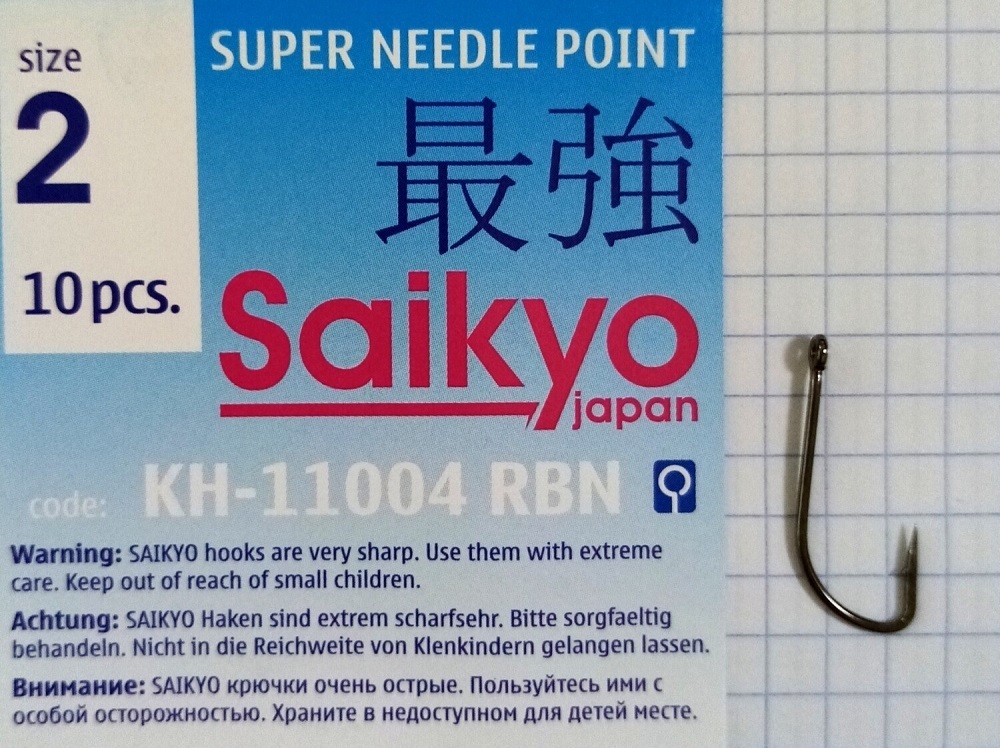 size
2
10 pcs.
SUPER NEEDLE POINT
最強
Saikyo
japan
code: KH-11004 RBN
Warning: SAIKYO hooks are very sharp. Use them with extreme
care. Keep out of reach of small children.
Achtung: SAIKYO Haken sind extrem scharfsehr. Bitte sorgfaeltig
behandeln. Nicht in die Reichweite von Klenkindern gelangen lassen.
Внимание: SAIKYO крючки очень острые. Пользуйтесь ими с
особой осторожностью. Храните в недоступном для детей месте.